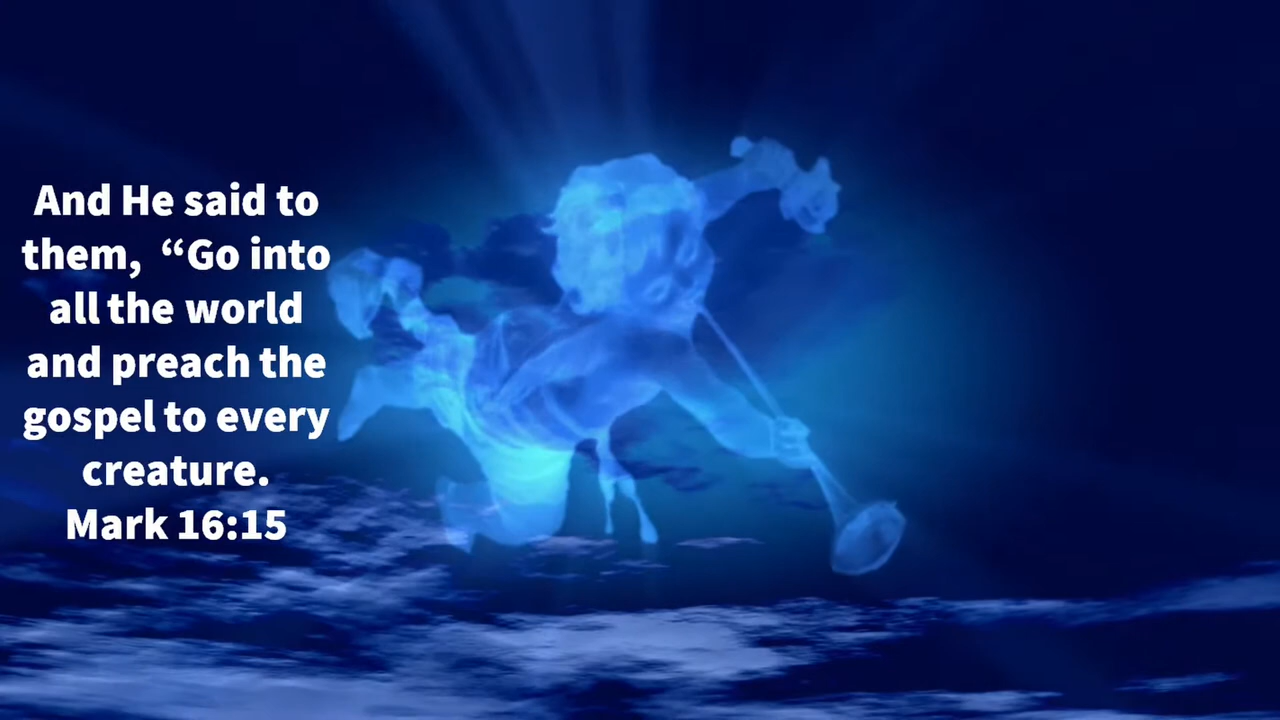 And He said to
them,  “Go into
all the world
and preach the
gospel to every
creature.
Mark 16:15